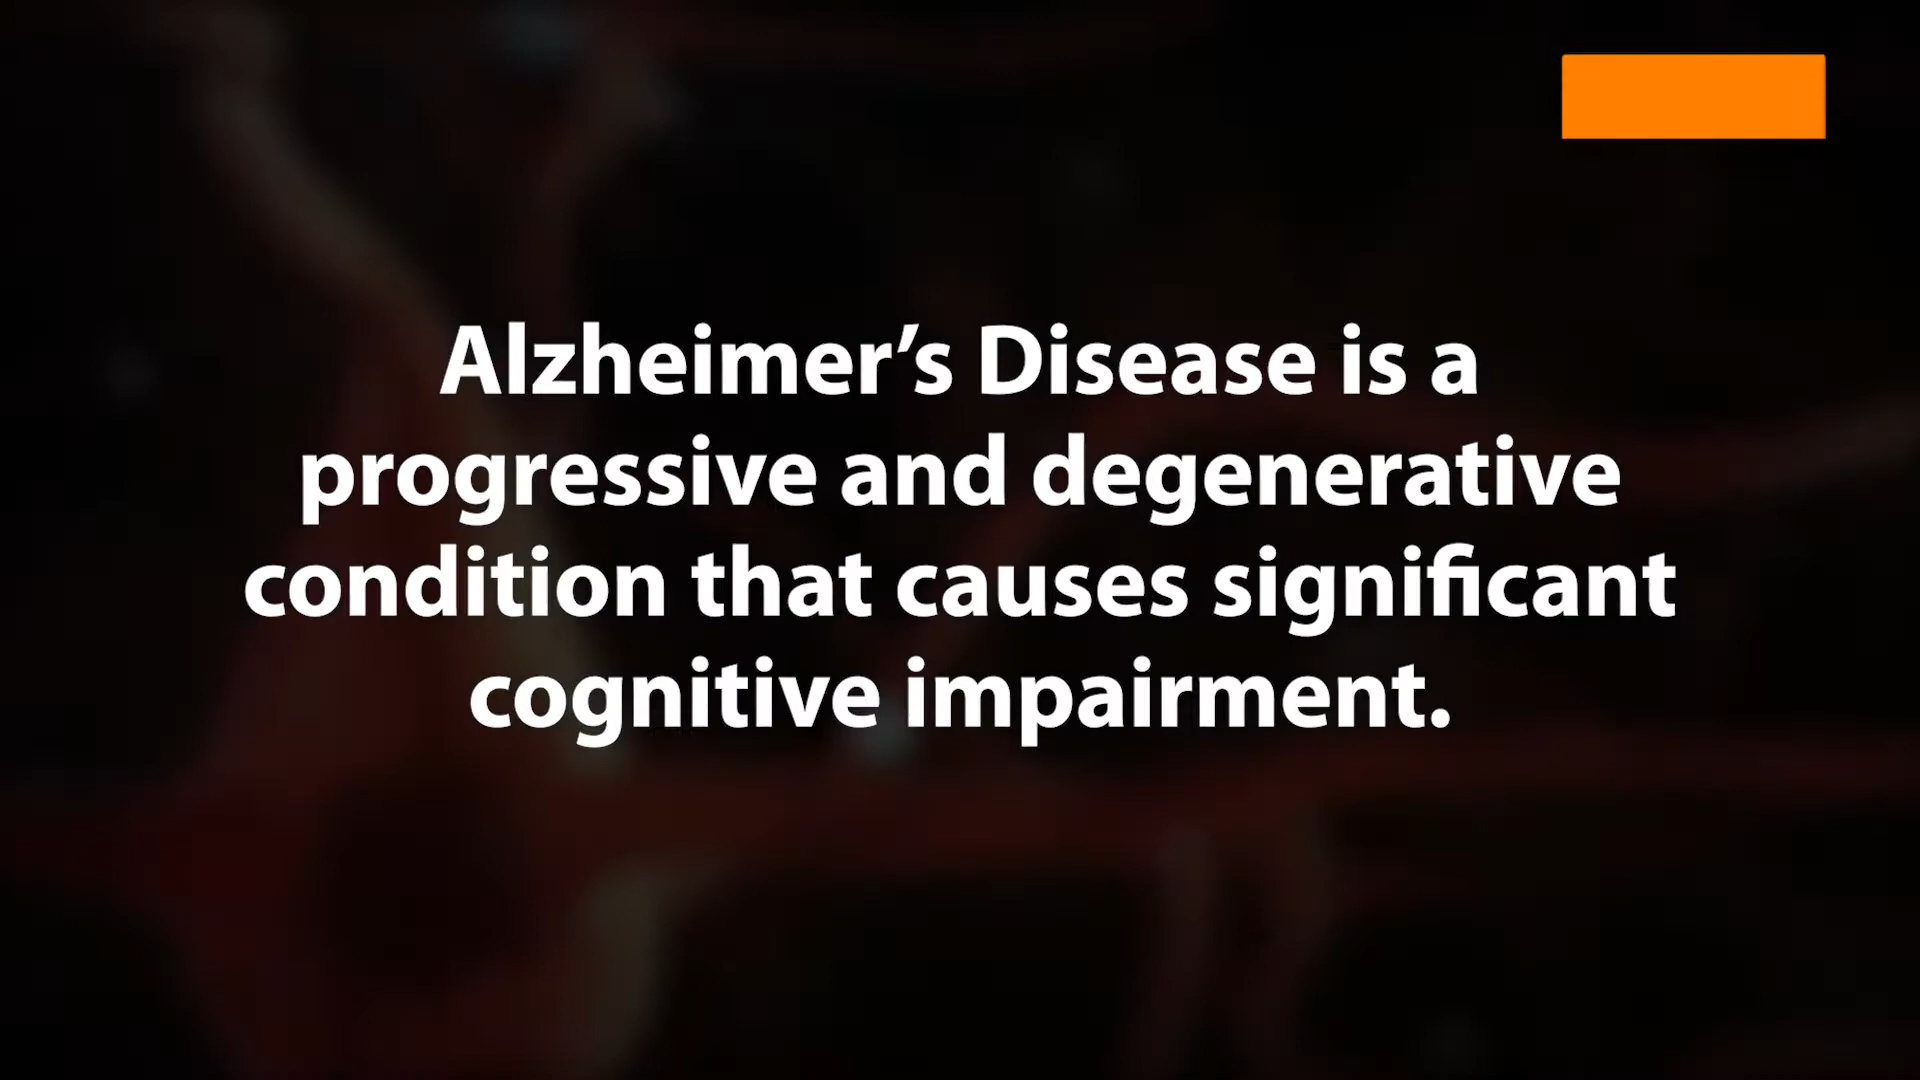 Alzheimer’s Disease is a
progressive and degenerative
condition that causes significant
cognitive impairment.